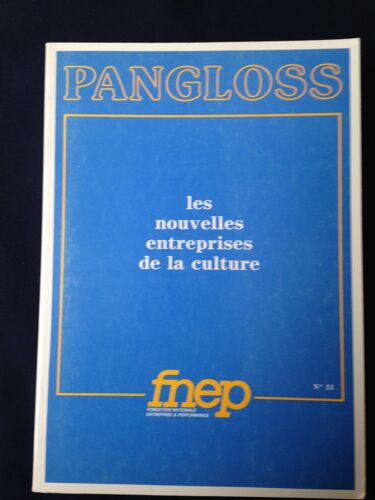 PANGLOSS
les
nouvelles
entreprises
de la culture
fnep
FONDATION NATIONALE
ENTREPRISE & PERFORMANCE
N° 21